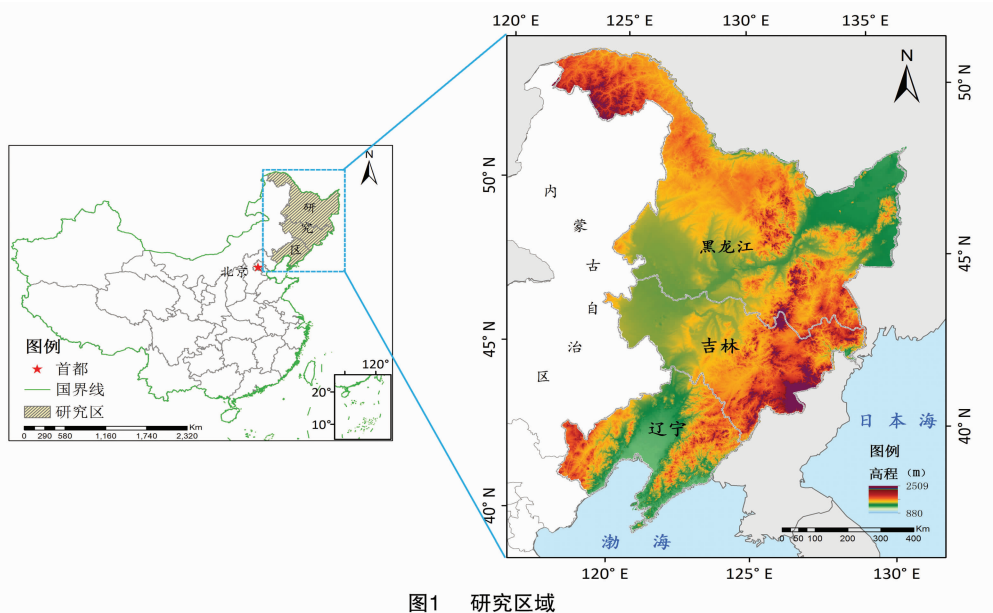 120° E
125° E
130° E
135° E
N
50° N
45° N
40° N
50° N
45° N
40° N
内
蒙
古
自
治
区
黑龙江
吉林
辽宁
日本海
渤 海
图例
高程 （m）
2509
880
0 50 100 200 300 400
Km
120° E
125° E
130° E
N
研
究
区
北京
图例
首都
国界线
研究区
Km
0 290 580 1,160 1,740 2,320
120°
20°
10°
图1 研究区域